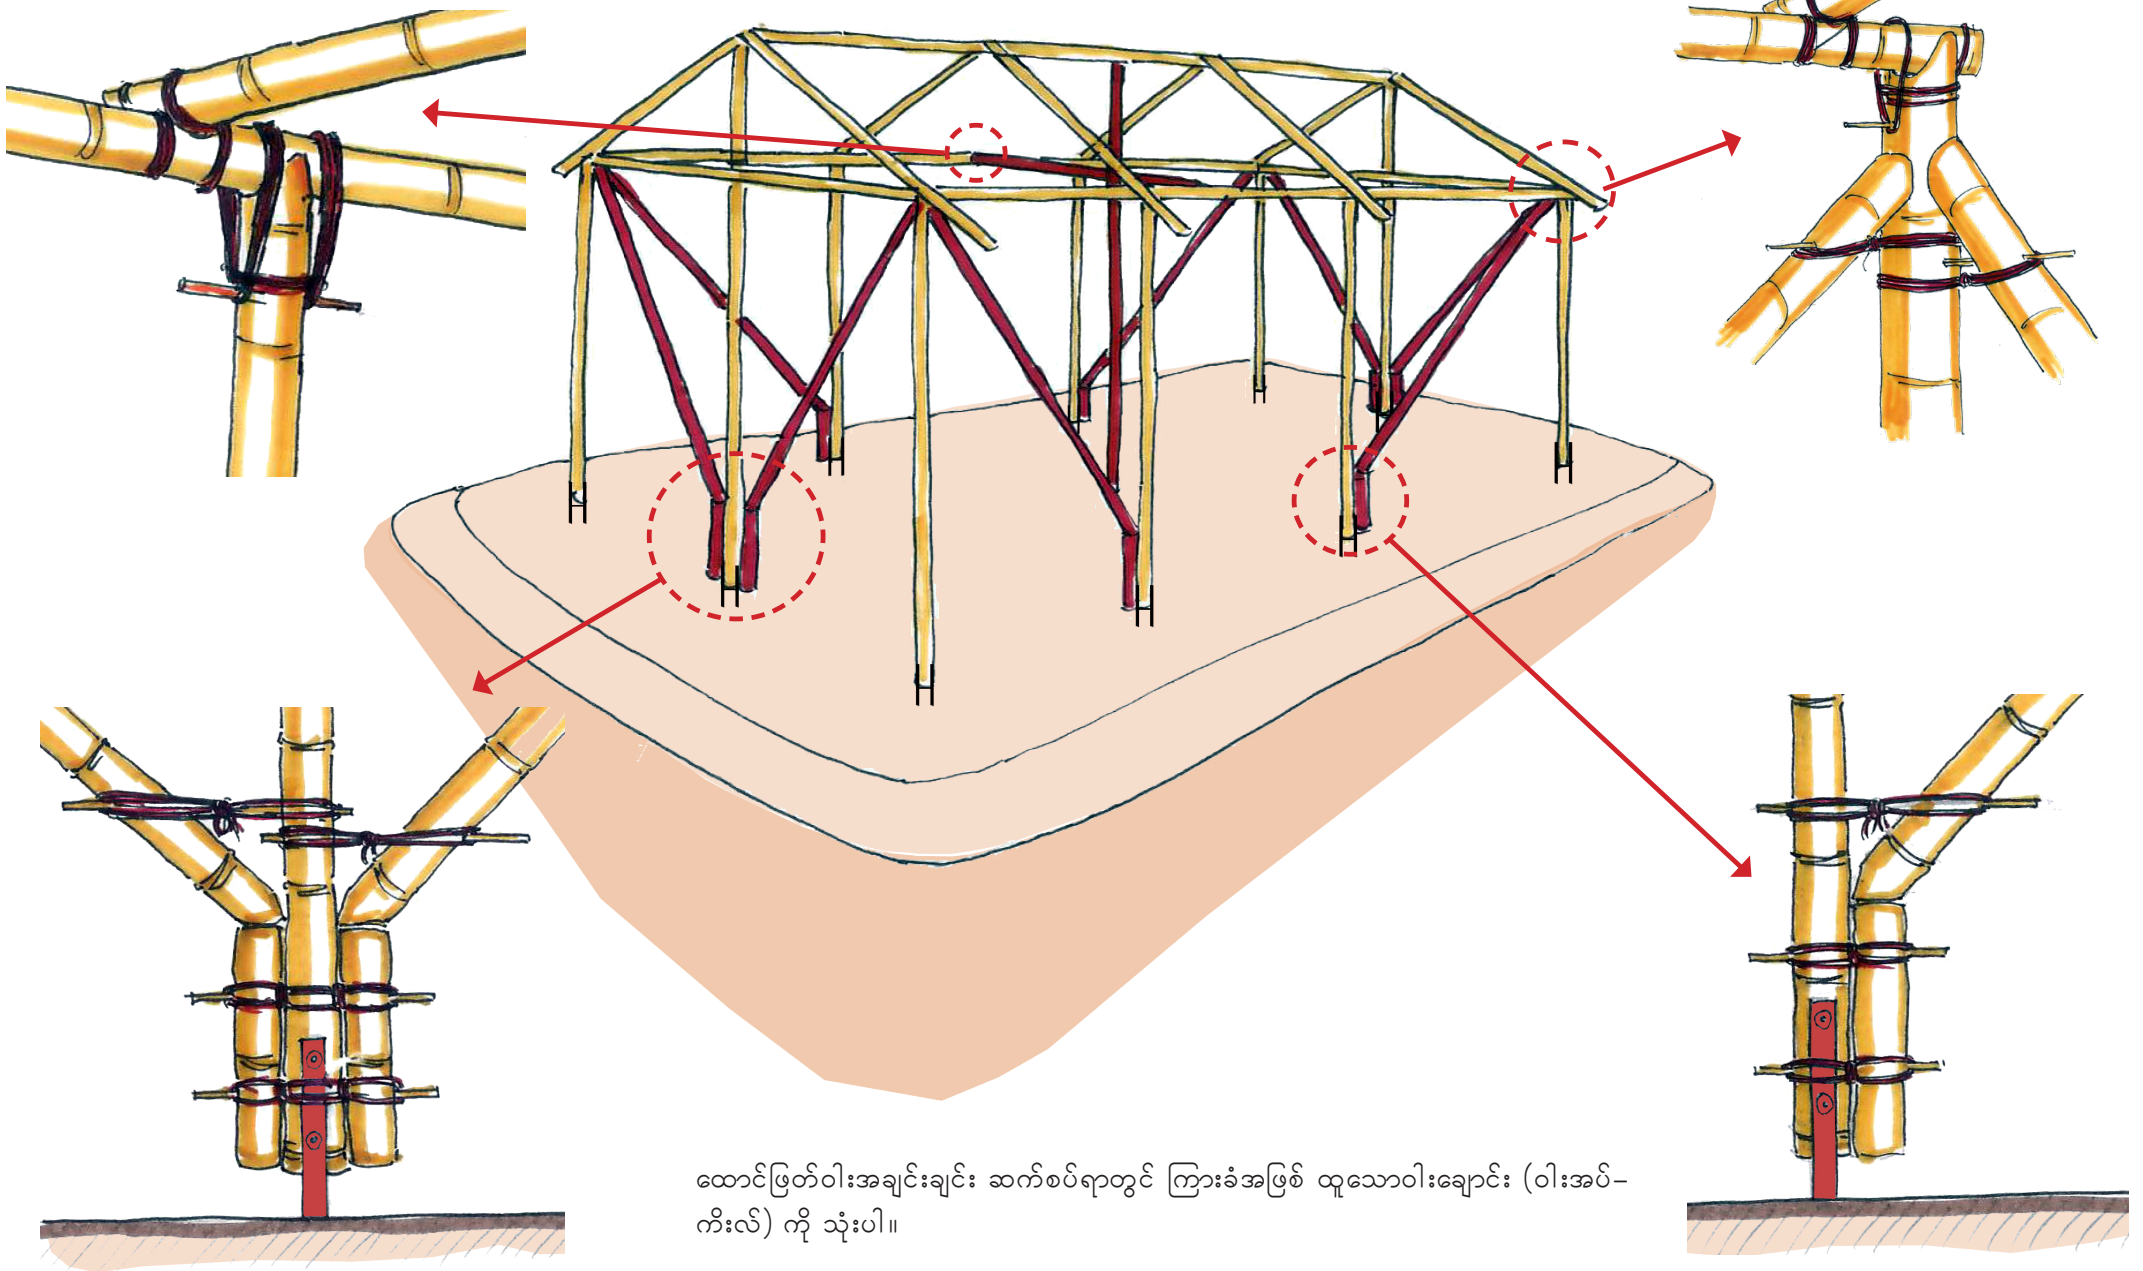 ထောင်ဖြတ်ဝါးအချင်းချင်း ဆက်စပ်ရာတွင် ကြားခံအဖြစ် ထူသောဝါးချောင်း (ဝါးအပ်–
ကိးလ်) ကို သုံးပါ။